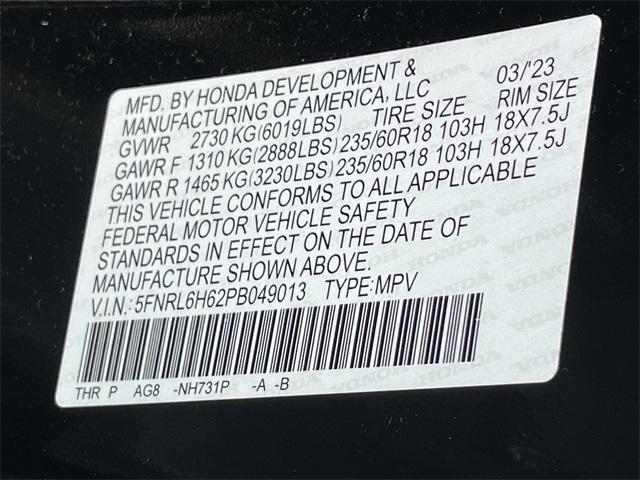 MFD. BY HONDA DEVELOPMENT & 03/'23
MANUFACTURING OF AMERICA, LLC
GVWR 2730 KG(6019LBS) TIRE SIZE RIM SIZE
GAWR F 1310 KG(2888LBS)235/60R18 103H 18X7.5J
GAWR R 1465 KG(3230LBS)235/60R18 103H 18X7.5J
THIS VEHICLE CONFORMS TO ALL APPLICABLE
FEDERAL MOTOR VEHICLE SAFETY
STANDARDS IN EFFECT ON THE DATE OF
MANUFACTURE SHOWN ABOVE.
V.I.N.:5FNRL6H62PB049013 TYPE:MPV
THR P AG8 -NH731P -A -B